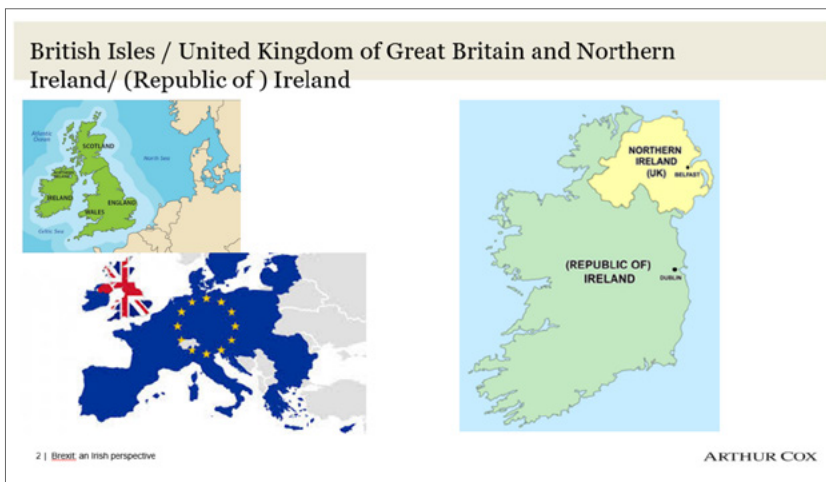 British Isles / United Kingdom of Great Britain and Northern
Ireland/ (Republic of ) Ireland
Atlantic
Ocean
SCOTLAND
North Sea
NORTHERN
IRELAND
IRELAND
WALES
ENGLAND
Celtic Sea
NORTHERN
IRELAND
(UK)
BELFAST
(REPUBLIC OF)
IRELAND
DUBLIN
2 | Brexit: an Irish perspective
ARTHUR COX